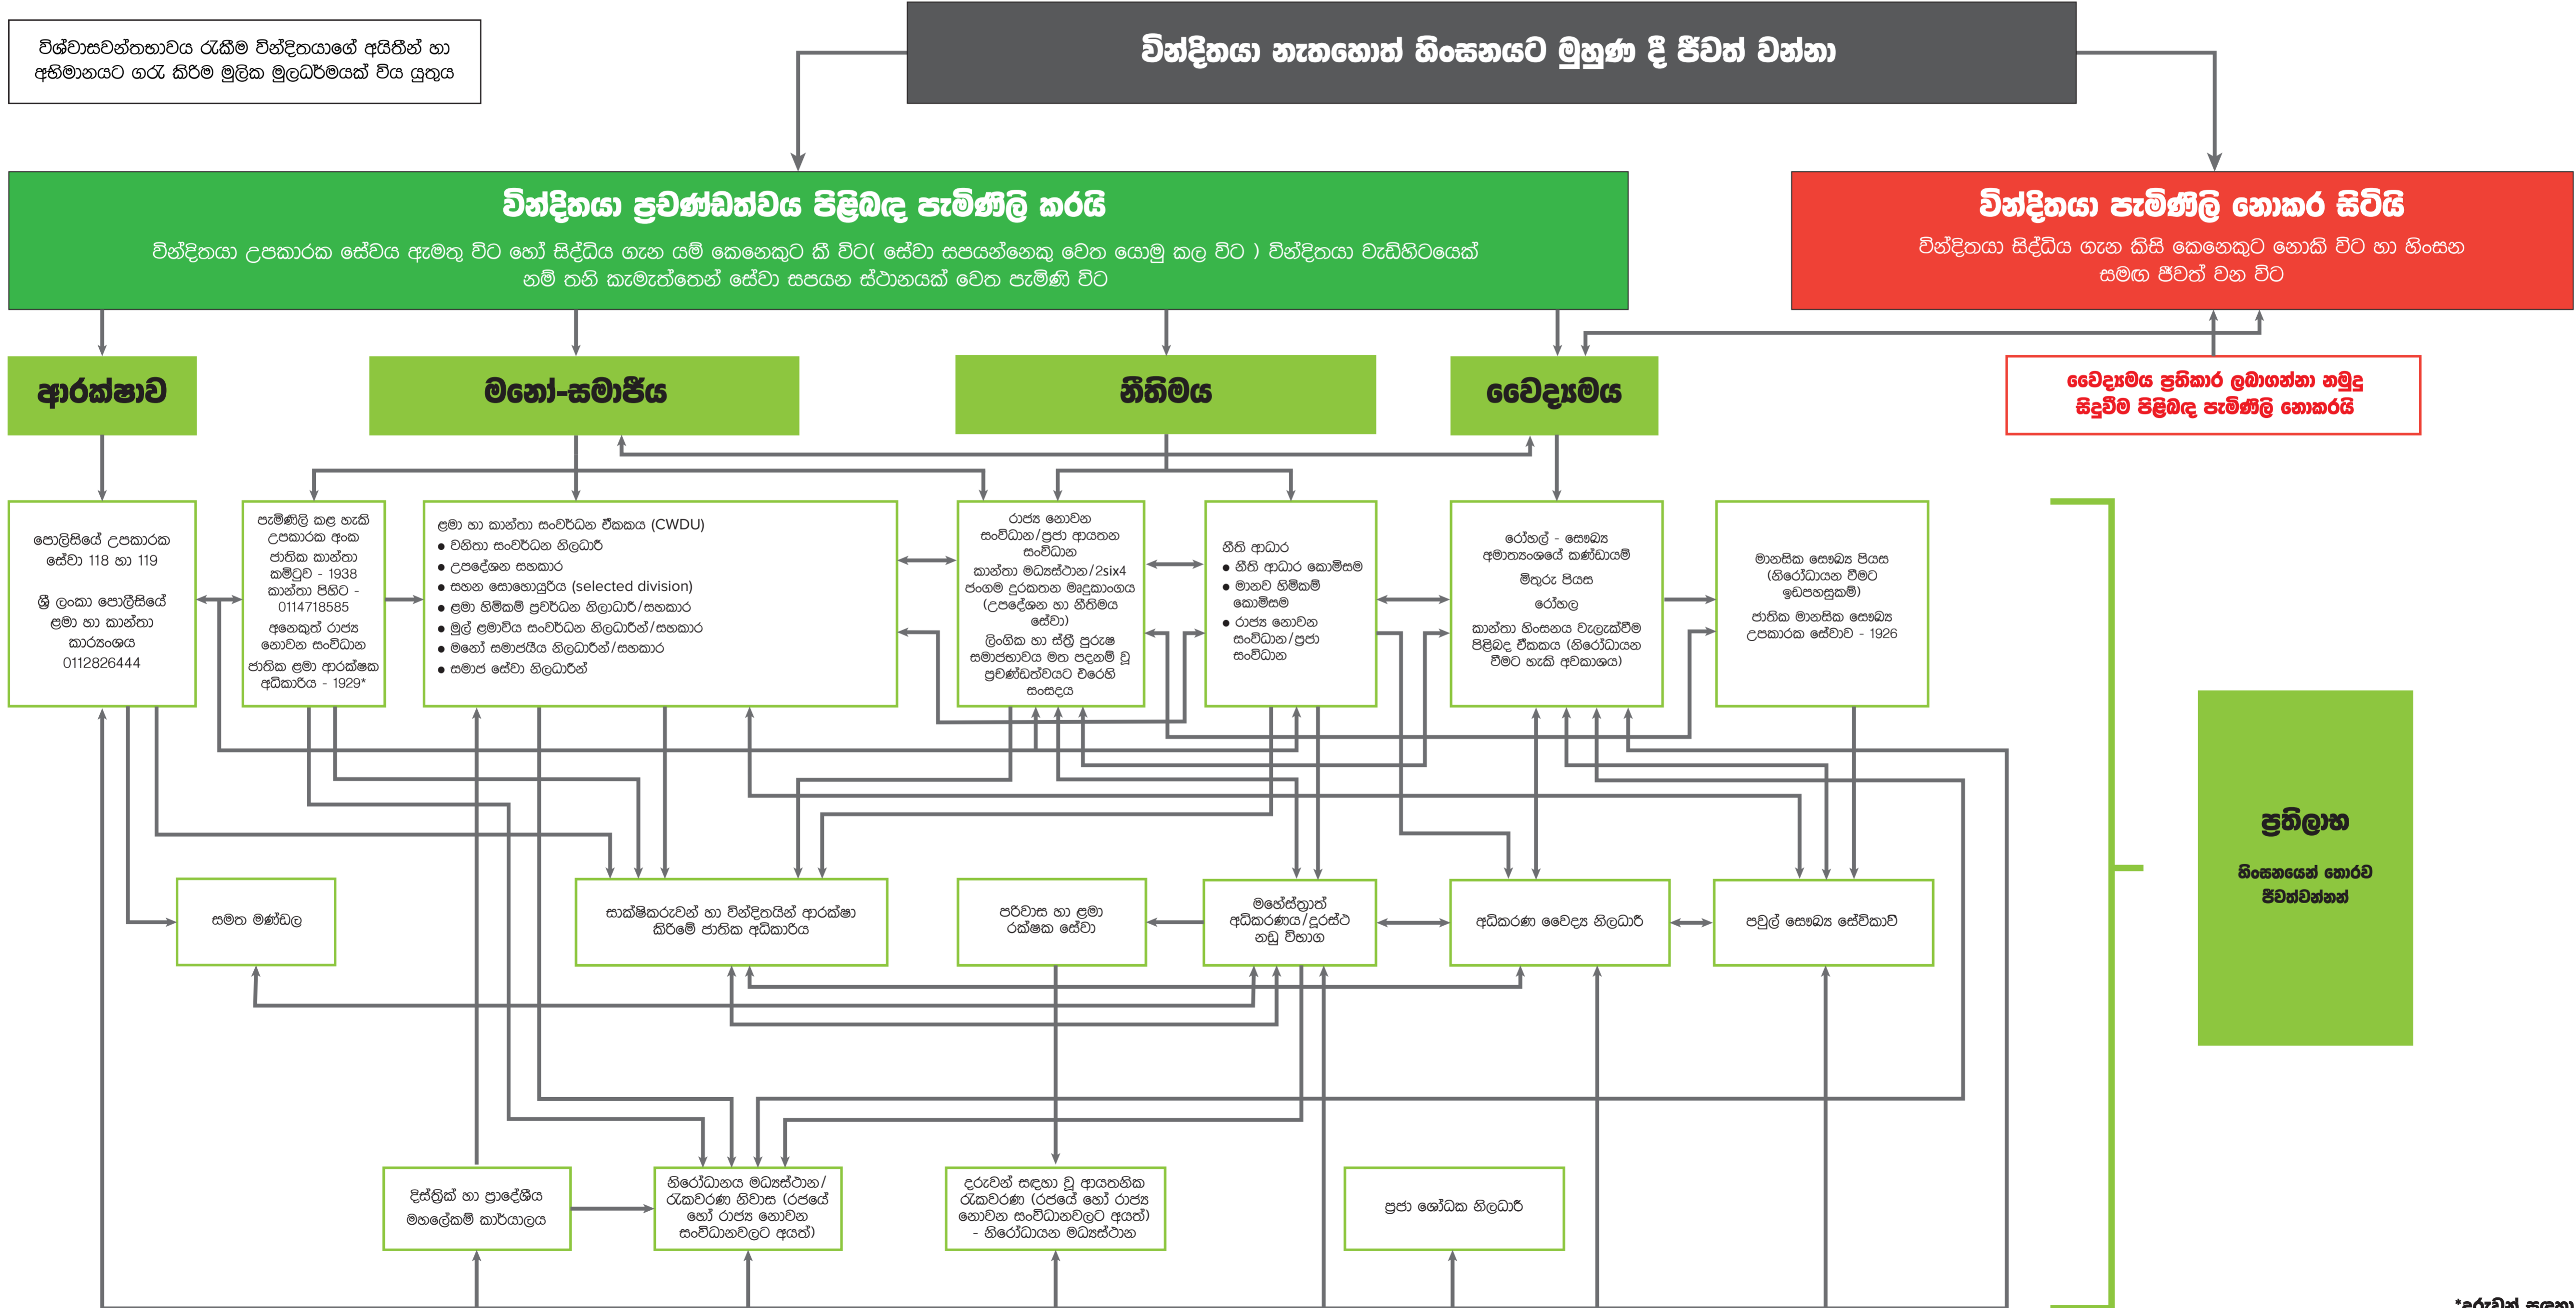 විශ්වාසවන්තභාවය රැකීම වින්දිතයාගේ අයිතීන් හා
අභිමානයට ගරු කිරිම මුලික මුලධර්මයක් විය යුතුය
වින්දිතයා නැතහොත් හිංසනයට මුහුණ දී ජීවත් වන්නා
වින්දිතයා ප්‍රචණ්ඩත්වය පිළිබඳ පැමිණිලි කරයි
වින්දිතයා උපකාරක සේවය ඇමතු විට හෝ සිද්ධිය ගැන යම් කෙනෙකුට කී විට( සේවා සපයන්නෙකු වෙත යොමු කල විට ) වින්දිතයා වැඩිහිටයෙක්
නම් තනි කැමැත්තෙන් සේවා සපයන ස්ථානයක් වෙත පැමිණි විට
වින්දිතයා පැමිණිලි නොකර සිටියි
වින්දිතයා සිද්ධිය ගැන කිසි කෙනෙකුට නොකි විට හා හිංසන
සමඟ ජීවත් වන විට
ආරක්ෂාව
මනෝ-සමාජීය
නීතිමය
වෛද්‍යමය
වෛද්‍යමය ප්‍රතිකාර ලබාගන්නා නමුදු
සිදුවීම පිළිබඳ පැමිණිලි නොකරයි
පොලිසියේ උපකාරක
සේවා 118 හා 119
ශ්‍රී ලංකා පොලීසියේ
ළමා හා කාන්තා
කාර්‍යංශය
0112826444
පැමිණිලි කළ හැකි
උපකාරක අංක
ජාතික කාන්තා
කමිටුව - 1938
කාන්තා පිහිට -
0114718585
අනෙකුත් රාජ්‍ය
නොවන සංවිධාන
ජාතික ළමා ආරක්ෂක
අධිකාරිය - 1929*
ළමා හා කාන්තා සංවර්ධන ඒකකය (CWDU)
● වනිතා සංවර්ධන නිලධාරී
● උපදේශන සහකාර
● සහන සොහොයුරිය (selected division)
● ළමා හිමිකම් ප්‍රවර්ධන නිලාධාරී/සහකාර
● මුල් ළමාවිය සංවර්ධන නිලධාරීන්/සහකාර
● මනෝ සමාජයීය නිලධාරීන්/සහකාර
● සමාජ සේවා නිලධාරීන්
රාජ්‍ය නොවන
සංවිධාන/ප්‍රජා ආයතන
සංවිධාන
කාන්තා මධ්‍යස්ථාන/2six4
ජංගම දුරකතන මෘදුකාංගය
(උපදේශන හා නීතිමය
සේවා)
ලිංගික හා ස්ත්‍රී පුරුෂ
සමාජභාවය මත පදනම් වූ
ප්‍රචණ්ඩත්වයට එරෙහි
සංසදය
නීති ආධාර
● නීති ආධාර කොමිසම
● මානව හිමිකම්
කොමිසම
● රාජ්‍ය නොවන
සංවිධාන/ප්‍රජා
සංවිධාන
රෝහල් - සෞඛ්‍ය
අමාත්‍යංශයේ කණ්ඩායම්
මිතුරු පියස
රෝහල
කාන්තා හිංසනය වැලැක්වීම
පිළිබද ඒකකය (නිරෝධායන
වීමට හැකි අවකාශය)
මානසික සෞඛ්‍ය පියස
(නිරෝධායන වීමට
ඉඩපහසුකම්)
ජාතික මානසික සෞඛ්‍ය
උපකාරක සේවාව - 1926
ප්‍රතිලාභ
හිංසනයෙන් තොරව
ජීවත්වන්නන්
සමත මණ්ඩල
සාක්ෂිකරුවන් හා වින්දිතයින් ආරක්ෂා
කිරිමේ ජාතික අධිකාරිය
පරිවාස හා ළමා
රක්ෂක සේවා
මහේස්ත්‍රාත්
අධිකරණය/දූරස්ථ
නඩු විභාග
අධිකරණ වෛද්‍ය නිලධාරී
පවුල් සෞඛ්‍ය සේවිකාව්
දිස්ත්‍රික් හා ප්‍රාදේශීය
මහලේකම් කාර්යාලය
නිරෝධානය මධ්‍යස්ථාන/
රැකවරණ නිවාස (රජයේ
හෝ රාජ්‍ය නොවන
සංවිධානවලට අයත්)
දරුවන් සඳහා වූ ආයතනික
රැකවරණ (රජයේ හෝ රාජ්‍ය
නොවන සංවිධානවලට අයත්)
- නිරෝධායන මධ්‍යස්ථාන
ප්‍රජා ශෝධක නිලධාරී
*දරුවන් සඳහා